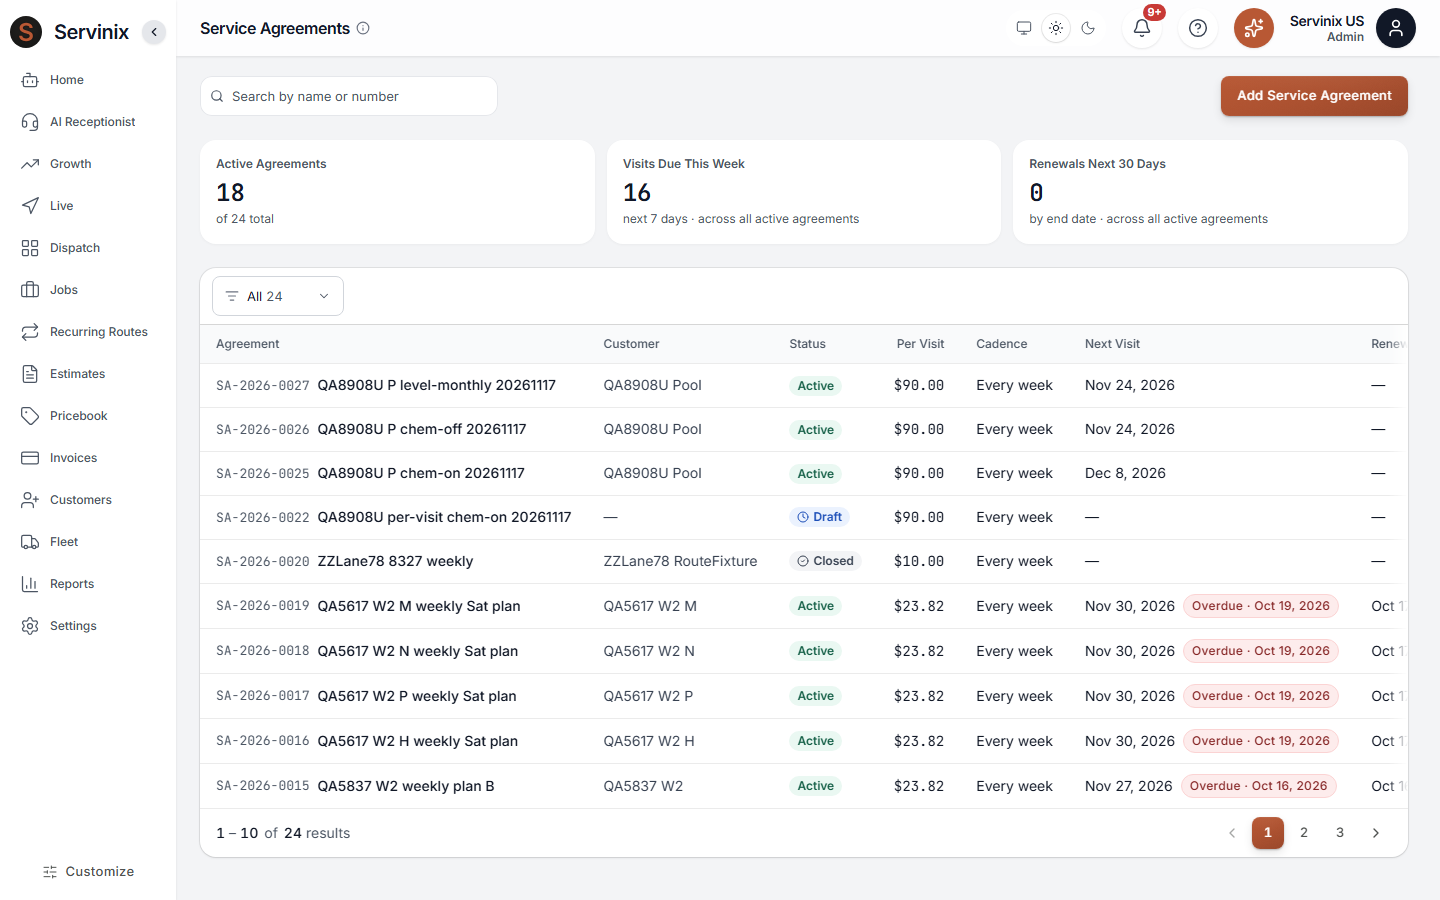 Servinix
Home
AI Receptionist
Growth
Live
Dispatch
Jobs
Recurring Routes
Estimates
Pricebook
Invoices
Customers
Fleet
Reports
Settings
Customize
Service Agreements
9+
Servinix US
Admin
Search by name or number
Add Service Agreement
Active Agreements
18
of 24 total
Visits Due This Week
16
next 7 days · across all active agreements
Renewals Next 30 Days
0
by end date · across all active agreements
All 24
Agreement Customer Status Per Visit Cadence Next Visit
SA-2026-0027 QA8908U P level-monthly 20261117 QA8908U Pool Active $90.00 Every week Nov 24, 2026 —
SA-2026-0026 QA8908U P chem-off 20261117 QA8908U Pool Active $90.00 Every week Nov 24, 2026 —
SA-2026-0025 QA8908U P chem-on 20261117 QA8908U Pool Active $90.00 Every week Dec 8, 2026 —
SA-2026-0022 QA8908U per-visit chem-on 20261117 — Draft $90.00 Every week — —
SA-2026-0020 ZZLane78 8327 weekly ZZLane78 RouteFixture Closed $10.00 Every week — —
SA-2026-0019 QA5617 W2 M weekly Sat plan QA5617 W2 M Active $23.82 Every week Nov 30, 2026 Overdue · Oct 19, 2026 Oct
SA-2026-0018 QA5617 W2 N weekly Sat plan QA5617 W2 N Active $23.82 Every week Nov 30, 2026 Overdue · Oct 19, 2026 Oct
SA-2026-0017 QA5617 W2 P weekly Sat plan QA5617 W2 P Active $23.82 Every week Nov 30, 2026 Overdue · Oct 19, 2026 Oct
SA-2026-0016 QA5617 W2 H weekly Sat plan QA5617 W2 H Active $23.82 Every week Nov 30, 2026 Overdue · Oct 19, 2026 Oct
SA-2026-0015 QA5837 W2 weekly plan B QA5837 W2 Active $23.82 Every week Nov 27, 2026 Overdue · Oct 16, 2026 Oct
1 – 10 of 24 results
1 2 3